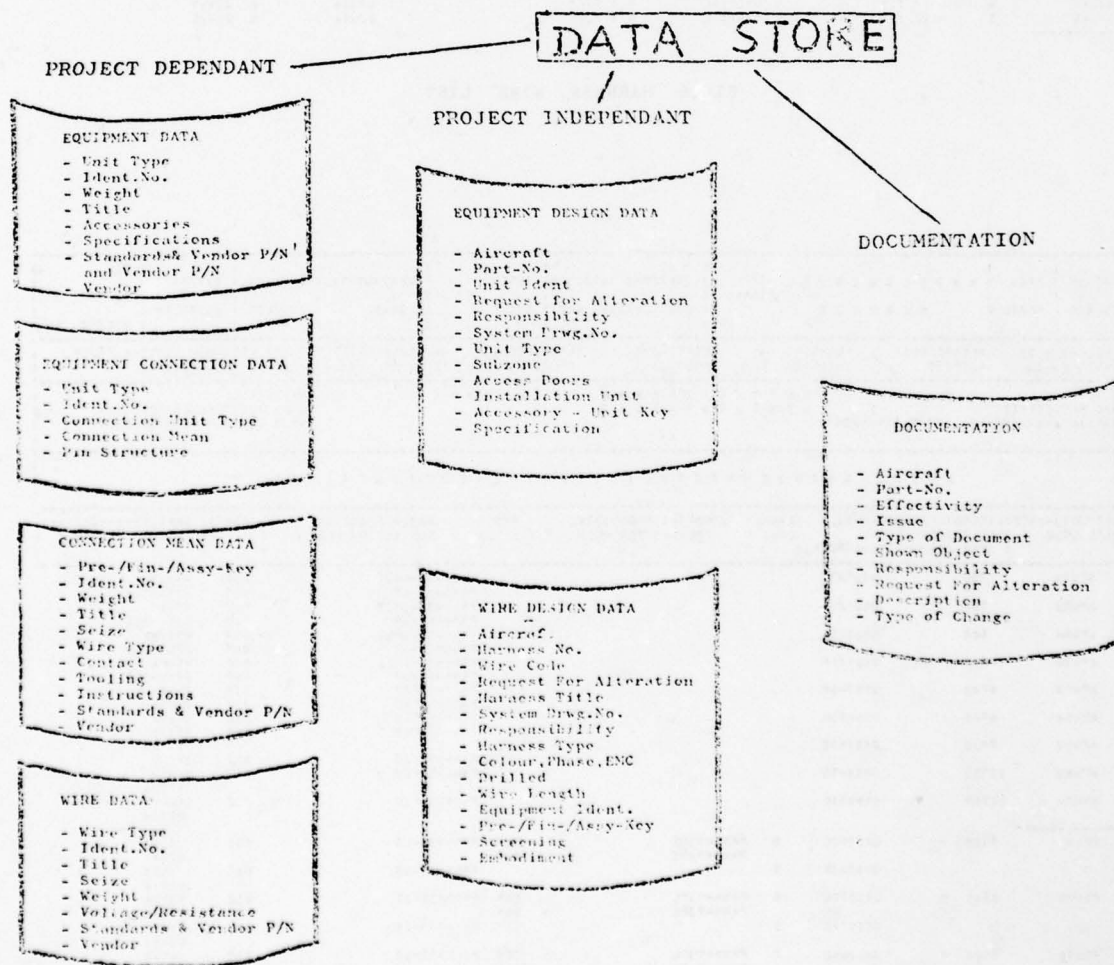 DATA STORE
PROJECT DEPENDANT
EQUIPMENT DATA
- Unit Type
- Ident.No.
- Weight
- Title
- Accessories
- Specifications
- Standards& Vendor P/N
and Vendor P/N
- Vendor
EQUIPMENT CONNECTION DATA
- Unit Type
- Ident.No.
- Connection Unit Type
- Connection Mean
- Pin Structure
CONNECTION MEAN DATA
- Pre-/Fin-/Assy-Key
- Ident.No.
- Weight
- Title
- Seize
- Wire Type
- Contact
- Tooling
- Instructions
- Standards & Vendor P/N
- Vendor
WIRE DATA
- Wire Type
- Ident.No.
- Title
- Seize
- Weight
- Voltage/Resistance
- Standards & Vendor P/N
- Vendor
PROJECT INDEPENDANT
EQUIPMENT DESIGN DATA
- Aircraft
- Part-No.
- Unit Ident
- Request for Alteration
- Responsibility
- System Drwg.No.
- Unit Type
- Subzone
- Access Doors
- Installation Unit
- Accessory - Unit Key
- Specification
WIRE DESIGN DATA
- Aircraf.
- Harness No.
- Wire Code
- Request For Alteration
- Harness Title
- System Drwg.No.
- Responsibility
- Harness Type
- Colour,Phase,EMC
- Drilled
- Wire Length
- Equipment Ident.
- Pre-/Fin-/Assy-Key
- Screening
- Embodiment
DOCUMENTATION
DOCUMENTATION
- Aircraft
- Part-No.
- Effectivity
- Issue
- Type of Document
- Shown Object
- Responsibility
- Request For Alteration
- Description
- Type of Change